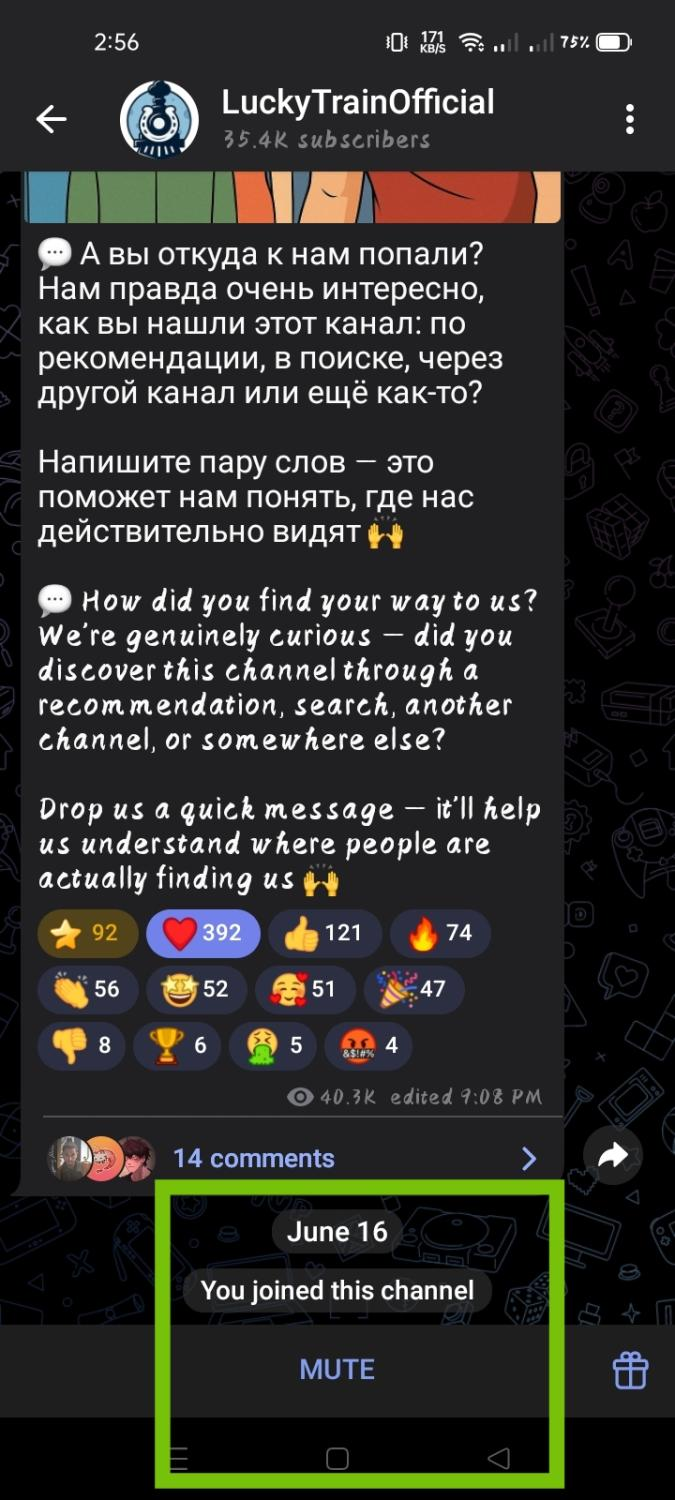 2:56 171 KB/S 75%
LuckyTrainOfficial
35.4K subscribers
💬 А вы откуда к нам попали?
Нам правда очень интересно,
как вы нашли этот канал: по
рекомендации, в поиске, через
другой канал или ещё как-то?
Напишите пару слов — это
поможет нам понять, где нас
действительно видят 🙌
💬 How did you find your way to us?
We're genuinely curious — did you
discover this channel through a
recommendation, search, another
channel, or somewhere else?
Drop us a quick message — it'll help
us understand where people are
actually finding us 🙌
⭐ 92 ❤️ 392 👍 121 🔥 74
👏 56 🤩 52 🥰 51 🎉 47
👎 8 🏆 6 🤮 5 🤬 4
40.3K edited 9:08 PM
14 comments
June 16
You joined this channel
MUTE